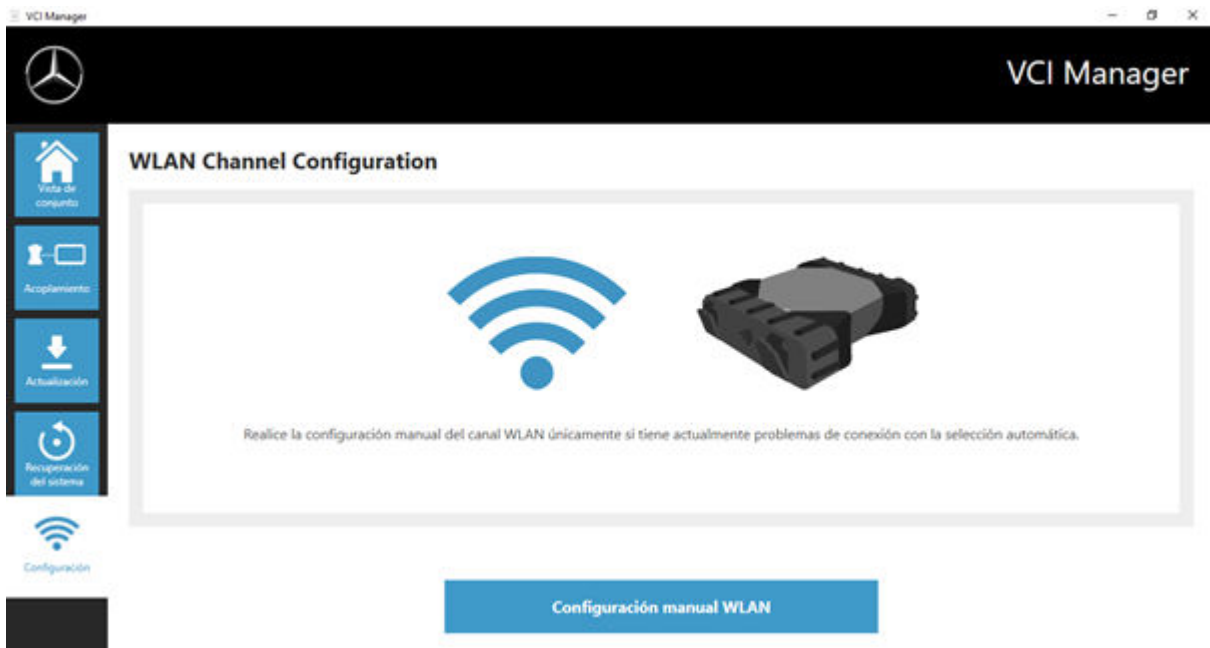 VCI Manager
VCI Manager
Vista de
conjunto
Acoplamiento
Actualización
Recuperación
del sistema
Configuración
WLAN Channel Configuration
Realice la configuración manual del canal WLAN únicamente si tiene actualmente problemas de conexión con la selección automática.
Configuración manual WLAN